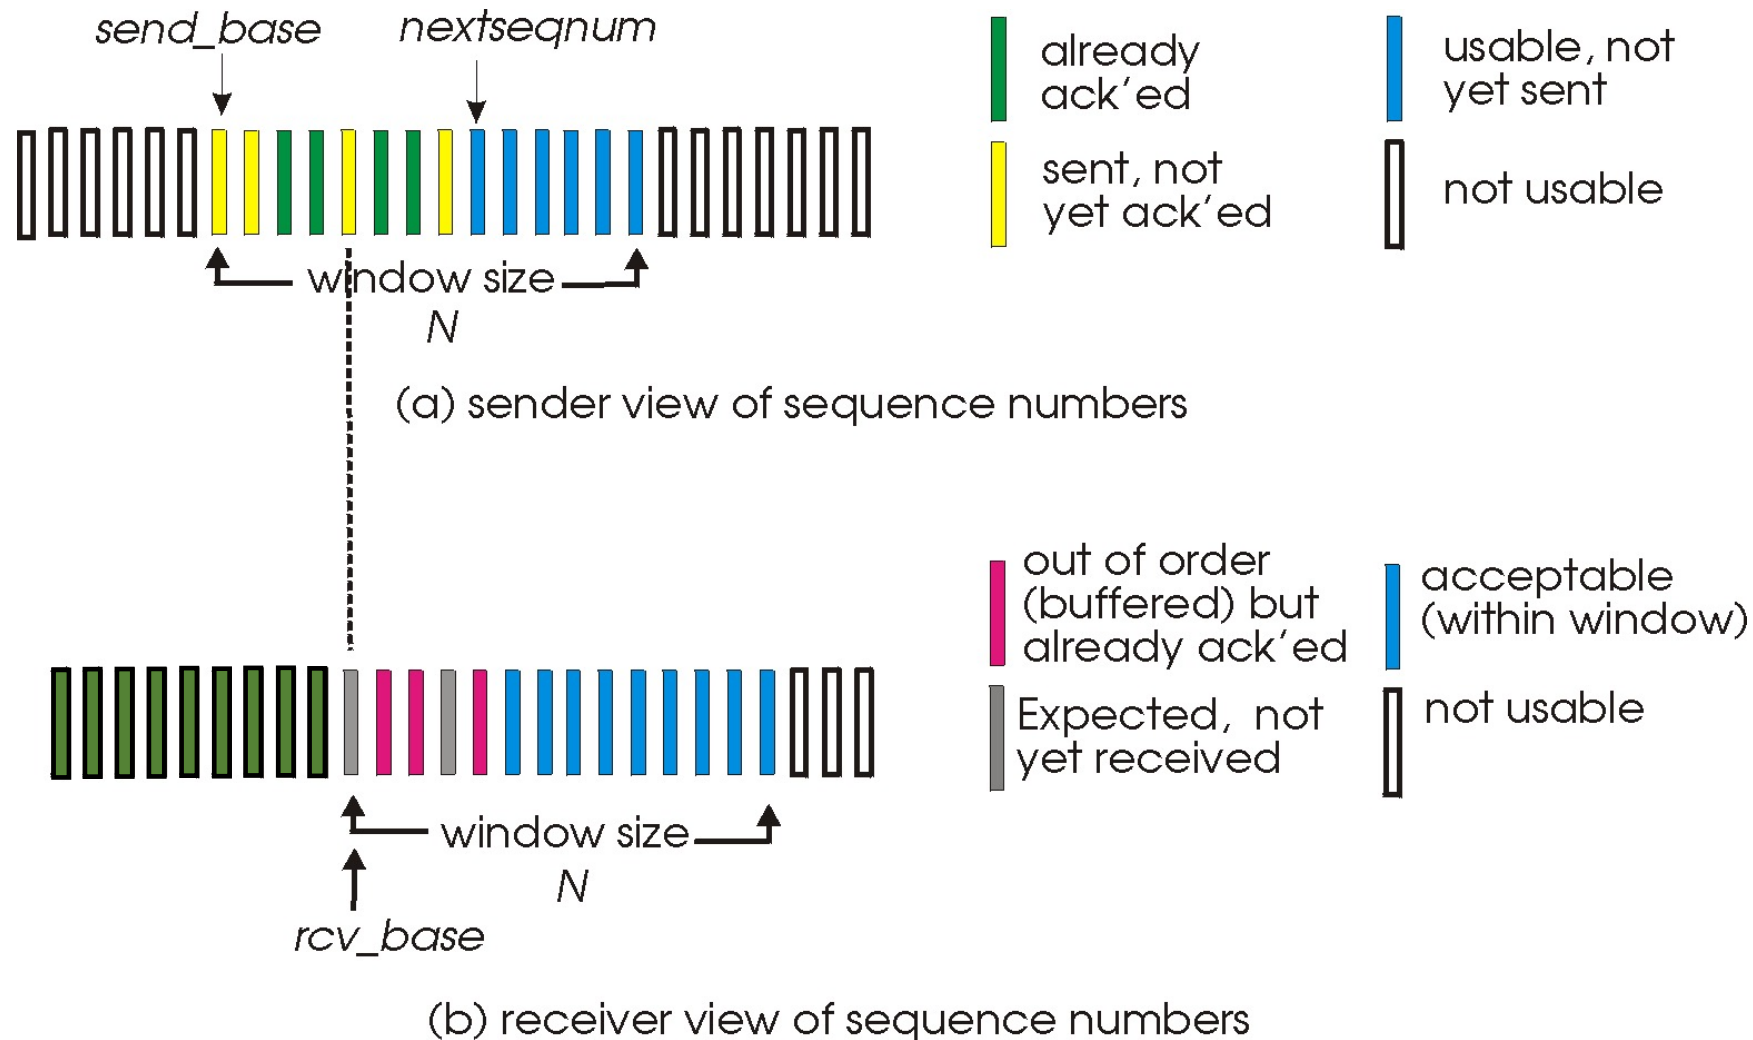 send_base
nextseqnum
already
ack'ed
usable, not
yet sent
sent, not
yet ack'ed
not usable
window size
N
(a) sender view of sequence numbers
out of order
(buffered) but
already ack'ed
acceptable
(within window)
Expected, not
yet received
not usable
window size
N
rcv_base
(b) receiver view of sequence numbers